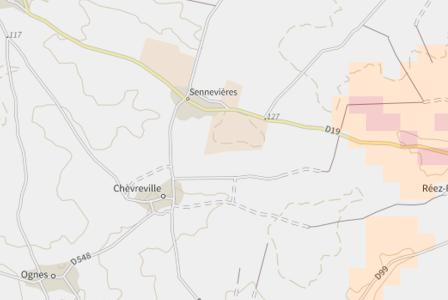 117
Sennevières
127
D19
Chèvreville
Réez-
D548
Ognes
D99